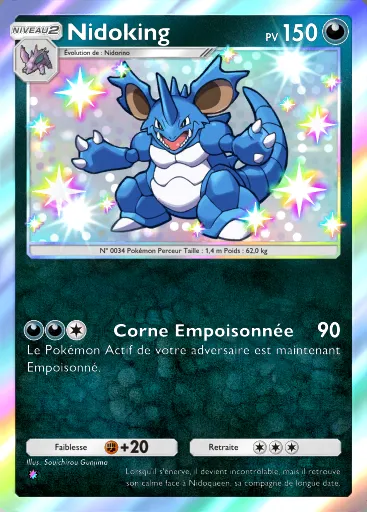 NIVEAU2 Nidoking PV 150
Évolution de : Nidorino
N° 0034 Pokémon Perceur Taille : 1,4 m Poids : 62,0 kg
Corne Empoisonnée 90
Le Pokémon Actif de votre adversaire est maintenant
Empoisonné.
Faiblesse +20 Retraite
Illus. Souichirou Gunjima
Lorsqu'il s'énerve, il devient incontrôlable, mais il retrouve
son calme face à Nidoqueen, sa compagne de longue date.